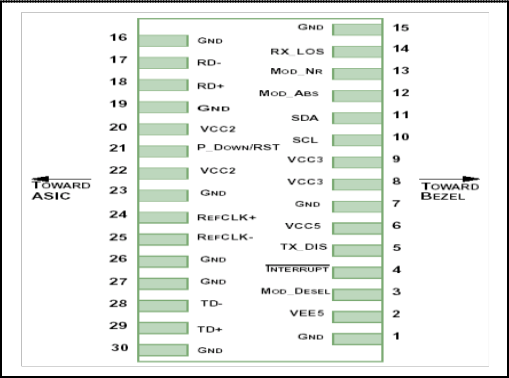 GND 15
16 GND
RX_LOS 14
17 RD-
MOD_NR 13
18 RD+
MOD_ABS 12
19 GND
SDA 11
20 VCC2
SCL 10
21 P_DOWN/RST
VCC3 9
22 VCC2
VCC3 8
TOWARD
ASIC
TOWARD
BEZEL
23 GND
GND 7
24 REFCLK+
VCC5 6
25 REFCLK-
TX_DIS 5
26 GND
INTERRUPT 4
27 GND
MOD_DESEL 3
28 TD-
VEE5 2
29 TD+
GND 1
30 GND